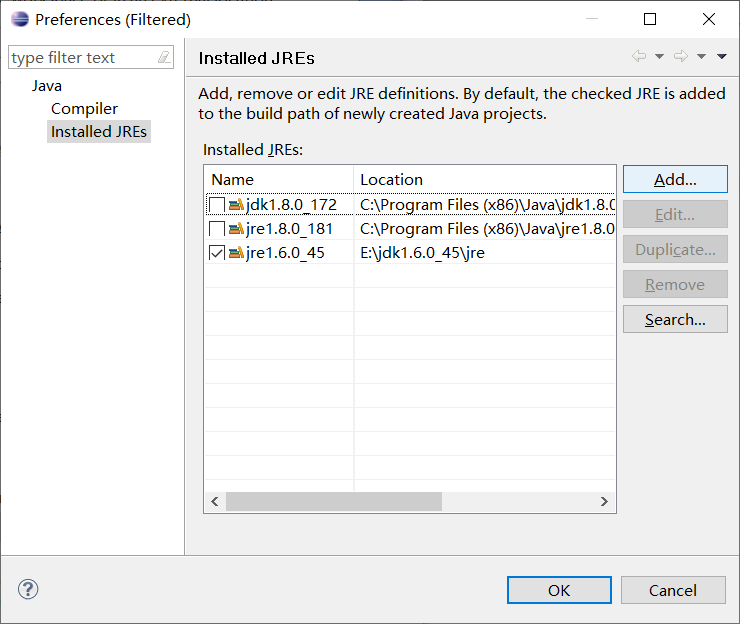 Preferences (Filtered)
type filter text
Java
Compiler
Installed JREs
Installed JREs
Add, remove or edit JRE definitions. By default, the checked JRE is added
to the build path of newly created Java projects.
Installed JREs:
Name Location
jdk1.8.0_172 C:\Program Files (x86)\Java\jdk1.8.0
jre1.8.0_181 C:\Program Files (x86)\Java\jre1.8.0
jre1.6.0_45 E:\jdk1.6.0_45\jre
Add...
Edit...
Duplicate...
Remove
Search...
?
OK
Cancel